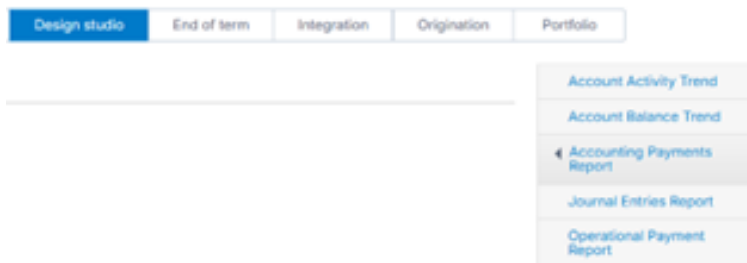 Design studio End of term Integration Origination Portfolio
Account Activity Trend
Account Balance Trend
Accounting Payments
Report
Journal Entries Report
Operational Payment
Report